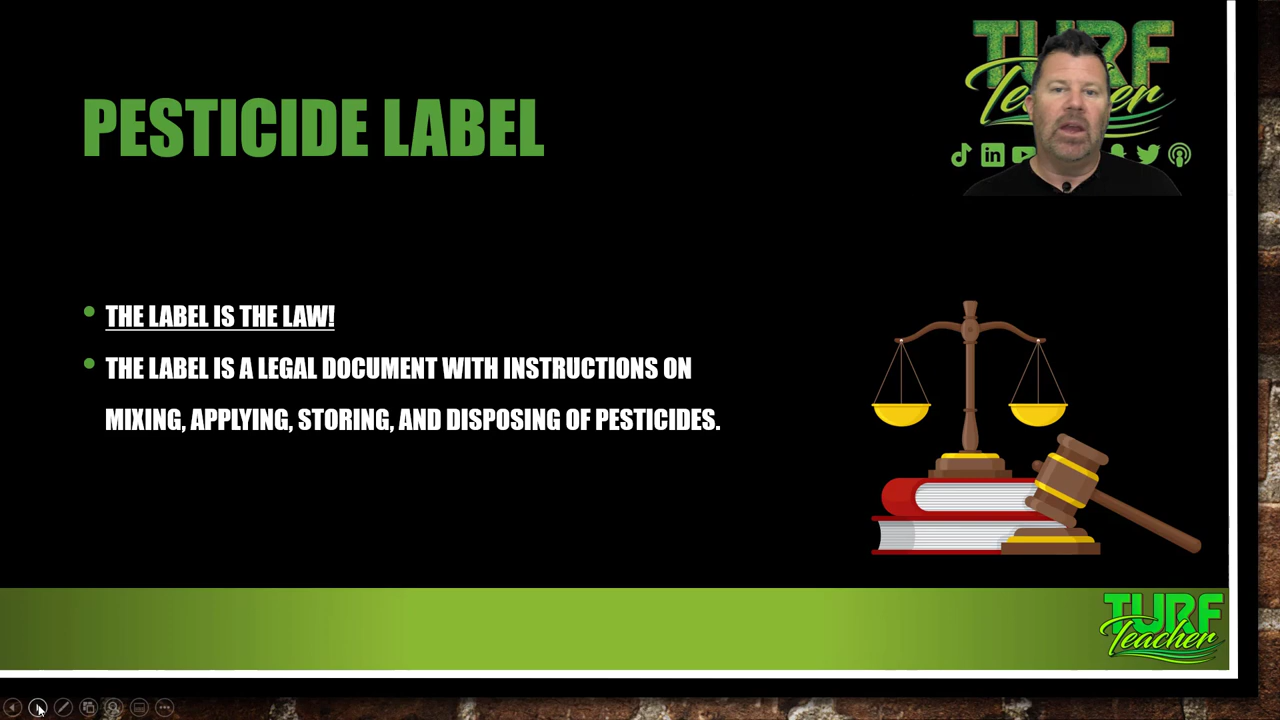 TURF
Teacher
PESTICIDE LABEL
• THE LABEL IS THE LAW!
• THE LABEL IS A LEGAL DOCUMENT WITH INSTRUCTIONS ON
MIXING, APPLYING, STORING, AND DISPOSING OF PESTICIDES.
TURF
Teacher